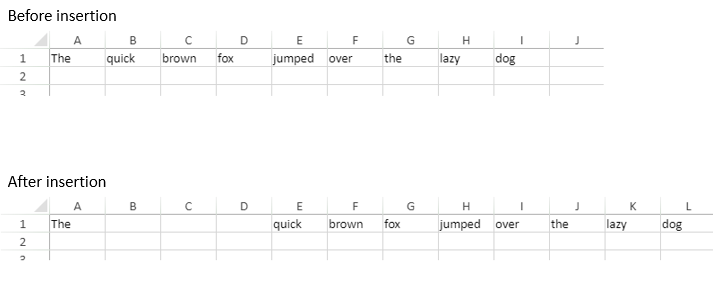 Before insertion
A B C D E F G H I J
1 The quick brown fox jumped over the lazy dog
2
3
After insertion
A B C D E F G H I J K L
1 The quick brown fox jumped over the lazy dog
2